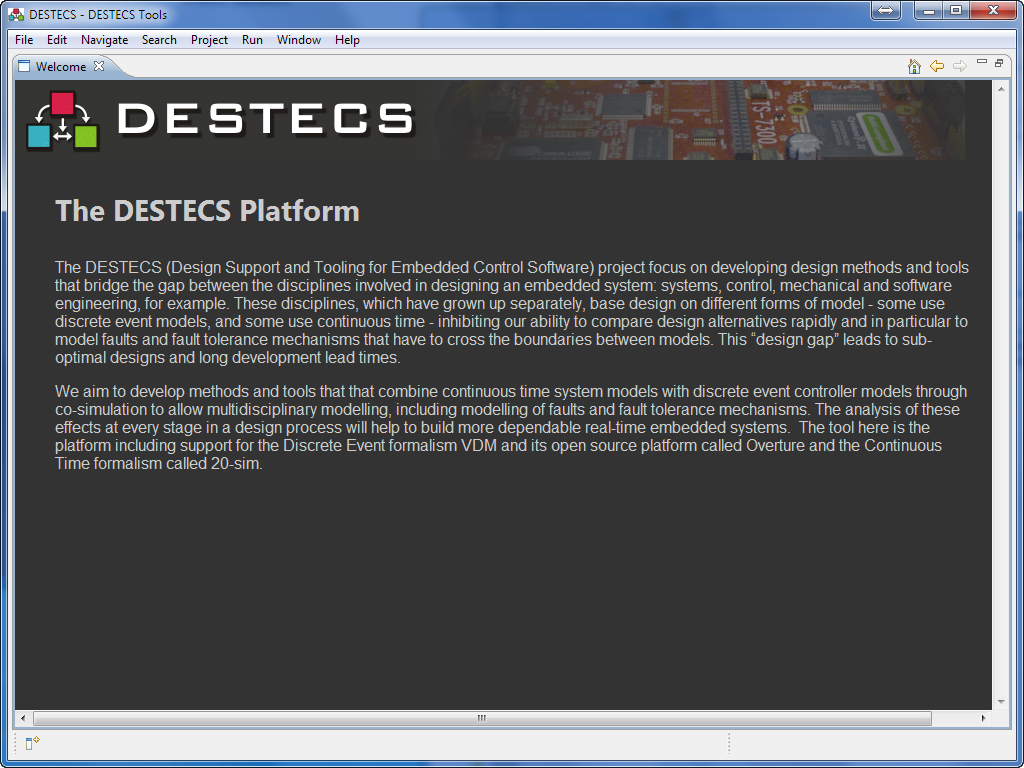 DESTECS - DESTECS Tools
File Edit Navigate Search Project Run Window Help
Welcome
DESTECS
TS-7300
The DESTECS Platform
The DESTECS (Design Support and Tooling for Embedded Control Software) project focus on developing design methods and tools
that bridge the gap between the disciplines involved in designing an embedded system: systems, control, mechanical and software
engineering, for example. These disciplines, which have grown up separately, base design on different forms of model - some use
discrete event models, and some use continuous time - inhibiting our ability to compare design alternatives rapidly and in particular to
model faults and fault tolerance mechanisms that have to cross the boundaries between models. This “design gap” leads to sub-
optimal designs and long development lead times.
We aim to develop methods and tools that that combine continuous time system models with discrete event controller models through
co-simulation to allow multidisciplinary modelling, including modelling of faults and fault tolerance mechanisms. The analysis of these
effects at every stage in a design process will help to build more dependable real-time embedded systems.  The tool here is the
platform including support for the Discrete Event formalism VDM and its open source platform called Overture and the Continuous
Time formalism called 20-sim.